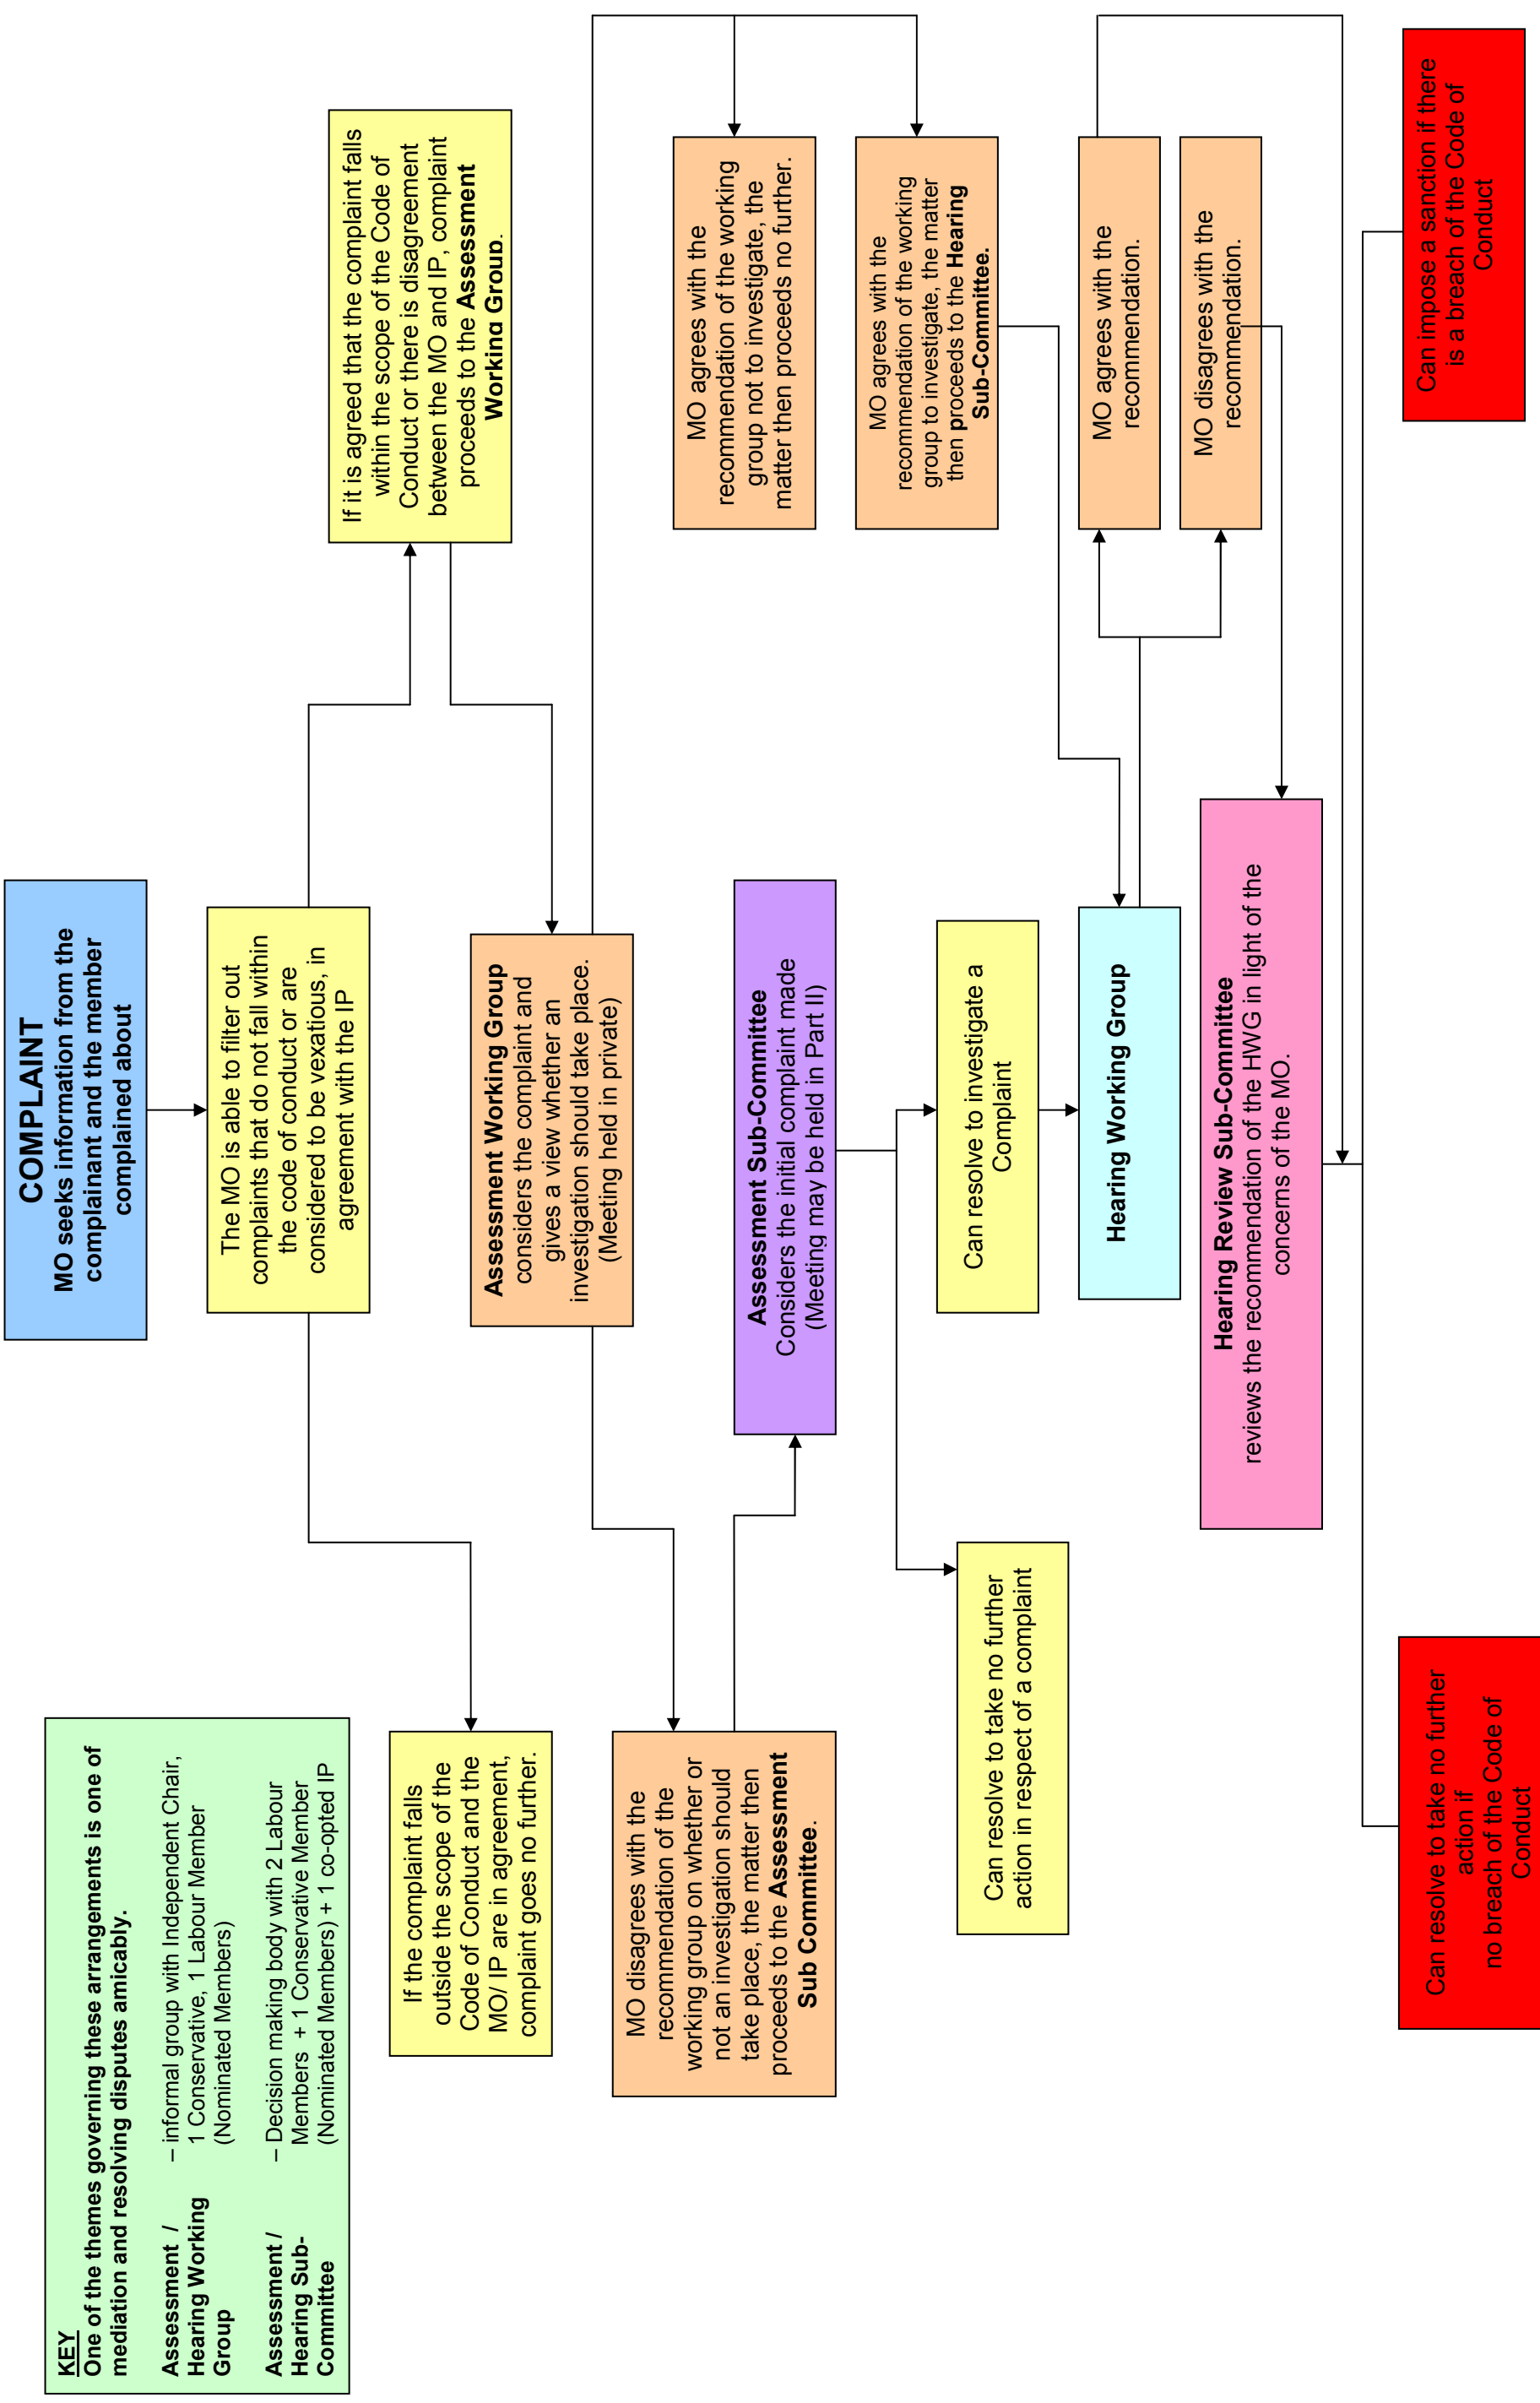 KEY
One of the themes governing these arrangements is one of
mediation and resolving disputes amicably.
Assessment /
Hearing Working
Group
– informal group with Independent Chair,
1 Conservative, 1 Labour Member
(Nominated Members)
Assessment /
Hearing Sub-
Committee
– Decision making body with 2 Labour
Members + 1 Conservative Member
(Nominated Members) + 1 co-opted IP
COMPLAINT
MO seeks information from the
complainant and the member
complained about
The MO is able to filter out
complaints that do not fall within
the code of conduct or are
considered to be vexatious, in
agreement with the IP
If the complaint falls
outside the scope of the
Code of Conduct and the
MO/ IP are in agreement,
complaint goes no further.
If it is agreed that the complaint falls
within the scope of the Code of
Conduct or there is disagreement
between the MO and IP, complaint
proceeds to the Assessment
Working Group.
Assessment Working Group
considers the complaint and
gives a view whether an
investigation should take place.
(Meeting held in private)
MO disagrees with the
recommendation of the
working group on whether or
not an investigation should
take place, the matter then
proceeds to the Assessment
Sub Committee.
MO agrees with the
recommendation of the working
group not to investigate, the
matter then proceeds no further.
Assessment Sub-Committee
Considers the initial complaint made
(Meeting may be held in Part II)
MO agrees with the
recommendation of the working
group to investigate, the matter
then proceeds to the Hearing
Sub-Committee.
Can resolve to take no further
action in respect of a complaint
Can resolve to investigate a
Complaint
Hearing Working Group
MO agrees with the
recommendation.
MO disagrees with the
recommendation.
Hearing Review Sub-Committee
reviews the recommendation of the HWG in light of the
concerns of the MO.
Can resolve to take no further
action if
no breach of the Code of
Conduct
Can impose a sanction if there
is a breach of the Code of
Conduct